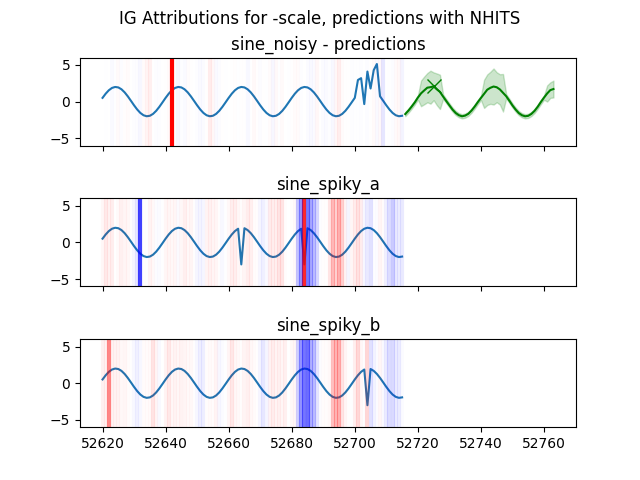 IG Attributions for -scale, predictions with NHITS
sine_noisy - predictions
5
0
−5
sine_spiky_a
5
0
−5
sine_spiky_b
5
0
−5
52620 52640 52660 52680 52700 52720 52740 52760